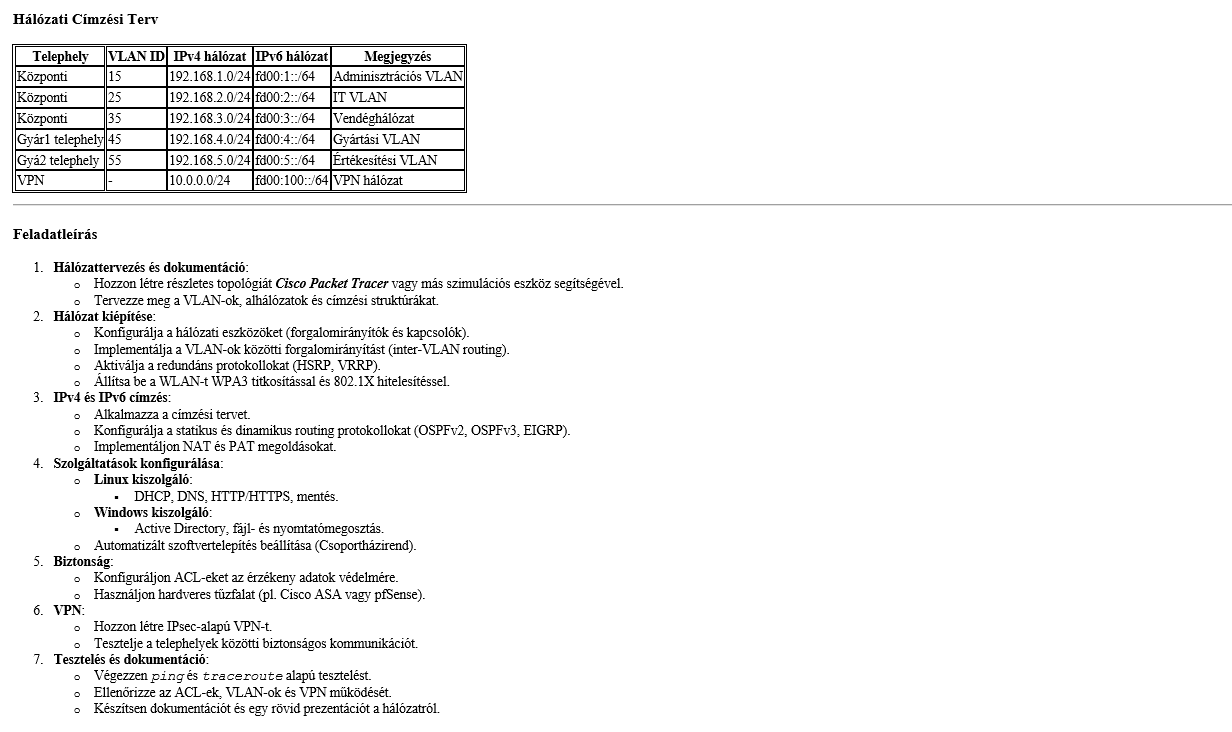 Hálózati Címzési Terv
Telephely VLAN ID IPv4 hálózat IPv6 hálózat Megjegyzés
Központi 15 192.168.1.0/24 fd00:1::/64 Adminisztrációs VLAN
Központi 25 192.168.2.0/24 fd00:2::/64 IT VLAN
Központi 35 192.168.3.0/24 fd00:3::/64 Vendéghálózat
Gyár1 telephely 45 192.168.4.0/24 fd00:4::/64 Gyártási VLAN
Gyá2 telephely 55 192.168.5.0/24 fd00:5::/64 Értékesítési VLAN
VPN - 10.0.0.0/24 fd00:100::/64 VPN hálózat
Feladatleírás
1. Hálózattervezés és dokumentáció:
o Hozzon létre részletes topológiát Cisco Packet Tracer vagy más szimulációs eszköz segítségével.
o Tervezze meg a VLAN-ok, alhálózatok és címzési struktúrákat.
2. Hálózat kiépítése:
o Konfigurálja a hálózati eszközöket (forgalomirányítók és kapcsolók).
o Implementálja a VLAN-ok közötti forgalomirányítást (inter-VLAN routing).
o Aktiválja a redundáns protokollokat (HSRP, VRRP).
o Állítsa be a WLAN-t WPA3 titkosítással és 802.1X hitelesítéssel.
3. IPv4 és IPv6 címzés:
o Alkalmazza a címzési tervet.
o Konfigurálja a statikus és dinamikus routing protokollokat (OSPFv2, OSPFv3, EIGRP).
o Implementáljon NAT és PAT megoldásokat.
4. Szolgáltatások konfigurálása:
o Linux kiszolgáló:
▪ DHCP, DNS, HTTP/HTTPS, mentés.
o Windows kiszolgáló:
▪ Active Directory, fájl- és nyomtatómegosztás.
o Automatizált szoftvertelepítés beállítása (Csoportházirend).
5. Biztonság:
o Konfiguráljon ACL-eket az érzékeny adatok védelmére.
o Használjon hardveres tűzfalat (pl. Cisco ASA vagy pfSense).
6. VPN:
o Hozzon létre IPsec-alapú VPN-t.
o Tesztelje a telephelyek közötti biztonságos kommunikációt.
7. Tesztelés és dokumentáció:
o Végezzen ping és traceroute alapú tesztelést.
o Ellenőrizze az ACL-ek, VLAN-ok és VPN működését.
o Készítsen dokumentációt és egy rövid prezentációt a hálózatról.